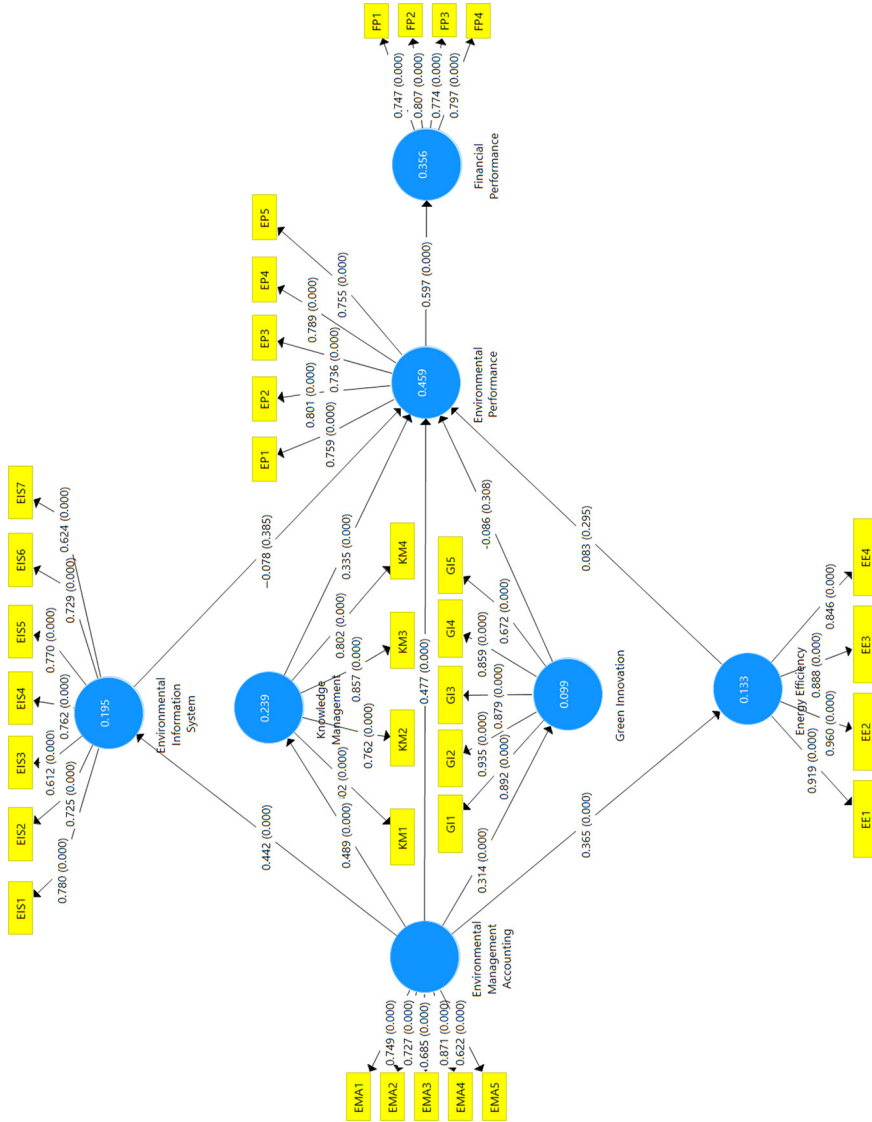 EIS1
EIS2
EIS3
EIS4
EIS5
EIS6
EIS7
0.780 (0.000)
0.725 (0.000)
0.612 (0.000)
0.762 (0.000)
0.770 (0.000)
0.729 (0.000)
0.624 (0.000)
0.195
Environmental
Information
System
0.442 (0.000)
−0.078 (0.385)
EP1
EP2
EP3
EP4
EP5
0.759 (0.000)
0.801 (0.000)
0.736 (0.000)
0.789 (0.000)
0.755 (0.000)
0.239
Knowledge
Management
0.489 (0.000)
0.335 (0.000)
02 (0.000)
0.762 (0.000)
0.857 (0.000)
0.802 (0.000)
KM1
KM2
KM3
KM4
EMA1
EMA2
EMA3
EMA4
EMA5
0.749 (0.000)
0.727 (0.000)
0.685 (0.000)
0.871 (0.000)
0.622 (0.000)
Environmental
Management
Accounting
0.477 (0.000)
0.459
Environmental
Performance
0.597 (0.000)
0.356
Financial
Performance
0.747 (0.000)
0.807 (0.000)
0.774 (0.000)
0.797 (0.000)
FP1
FP2
FP3
FP4
GI1
GI2
GI3
GI4
GI5
0.892 (0.000)
0.935 (0.000)
0.879 (0.000)
0.859 (0.000)
0.672 (0.000)
0.314 (0.000)
-0.086 (0.308)
0.099
Green Innovation
0.365 (0.000)
0.083 (0.295)
0.133
Energy Efficiency
0.919 (0.000)
0.960 (0.000)
0.888 (0.000)
0.846 (0.000)
EE1
EE2
EE3
EE4